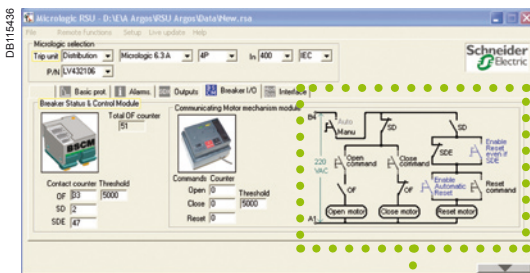 DB115436
Micrologic RSU - D:\E\A Argos\RSU Argos\Data\New.rsa
File Remote functions Setup Live update Help
Micrologic selection
Trip unit Distribution Micrologic 6.3 A 4P In 400 IEC
P/N LV432106
Schneider Electric
Basic prot. Alarms. Outputs Breaker I/O Interface
Breaker Status & Control Module
Total OF counter
51
BSCM
Contact counter Threshold
OF 03 5000
SD 2
SDE 47
Communicating Motor mechanism module
Commands Counter
Open 0 Threshold
Close 0 5000
Reset 0
B4
Auto
Manu
SD
SD
220
VAC
Open command
Close command
SDE
Enable Reset even if SDE
OF
OF
Enable Automatic Reset
Reset command
A1
Open motor
Close motor
Reset motor